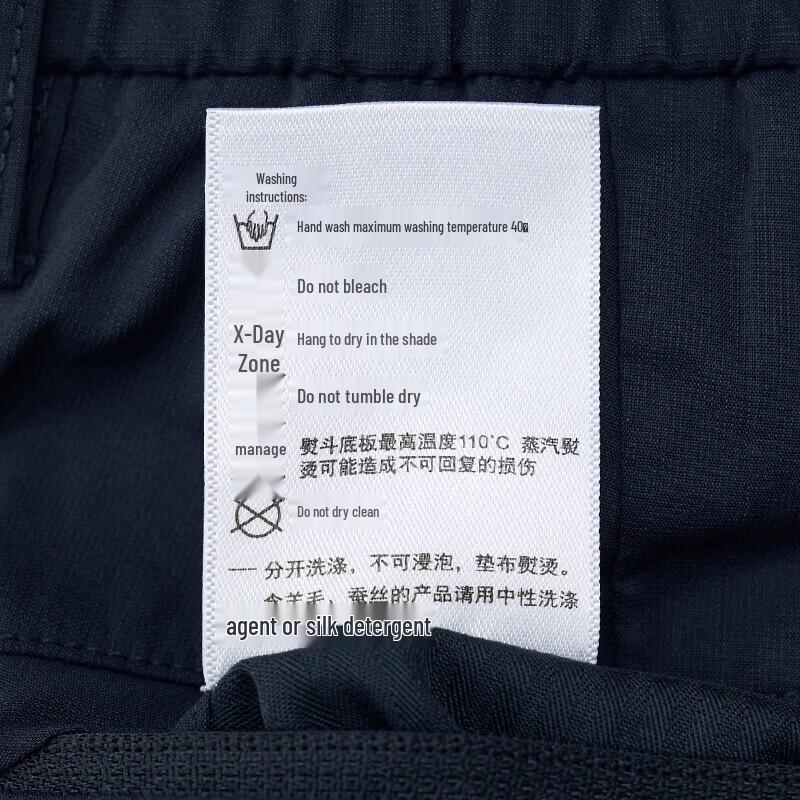 Washing
instructions:
Hand wash maximum washing temperature 40
Do not bleach
X-Day
Zone
Hang to dry in the shade
Do not tumble dry
manage
熨斗底板最高温度110°C 蒸汽熨
烫可能造成不可回复的损伤
Do not dry clean
分开洗涤，不可浸泡，垫布熨烫。
含羊毛，蚕丝的产品请用中性洗涤
agent or silk detergent